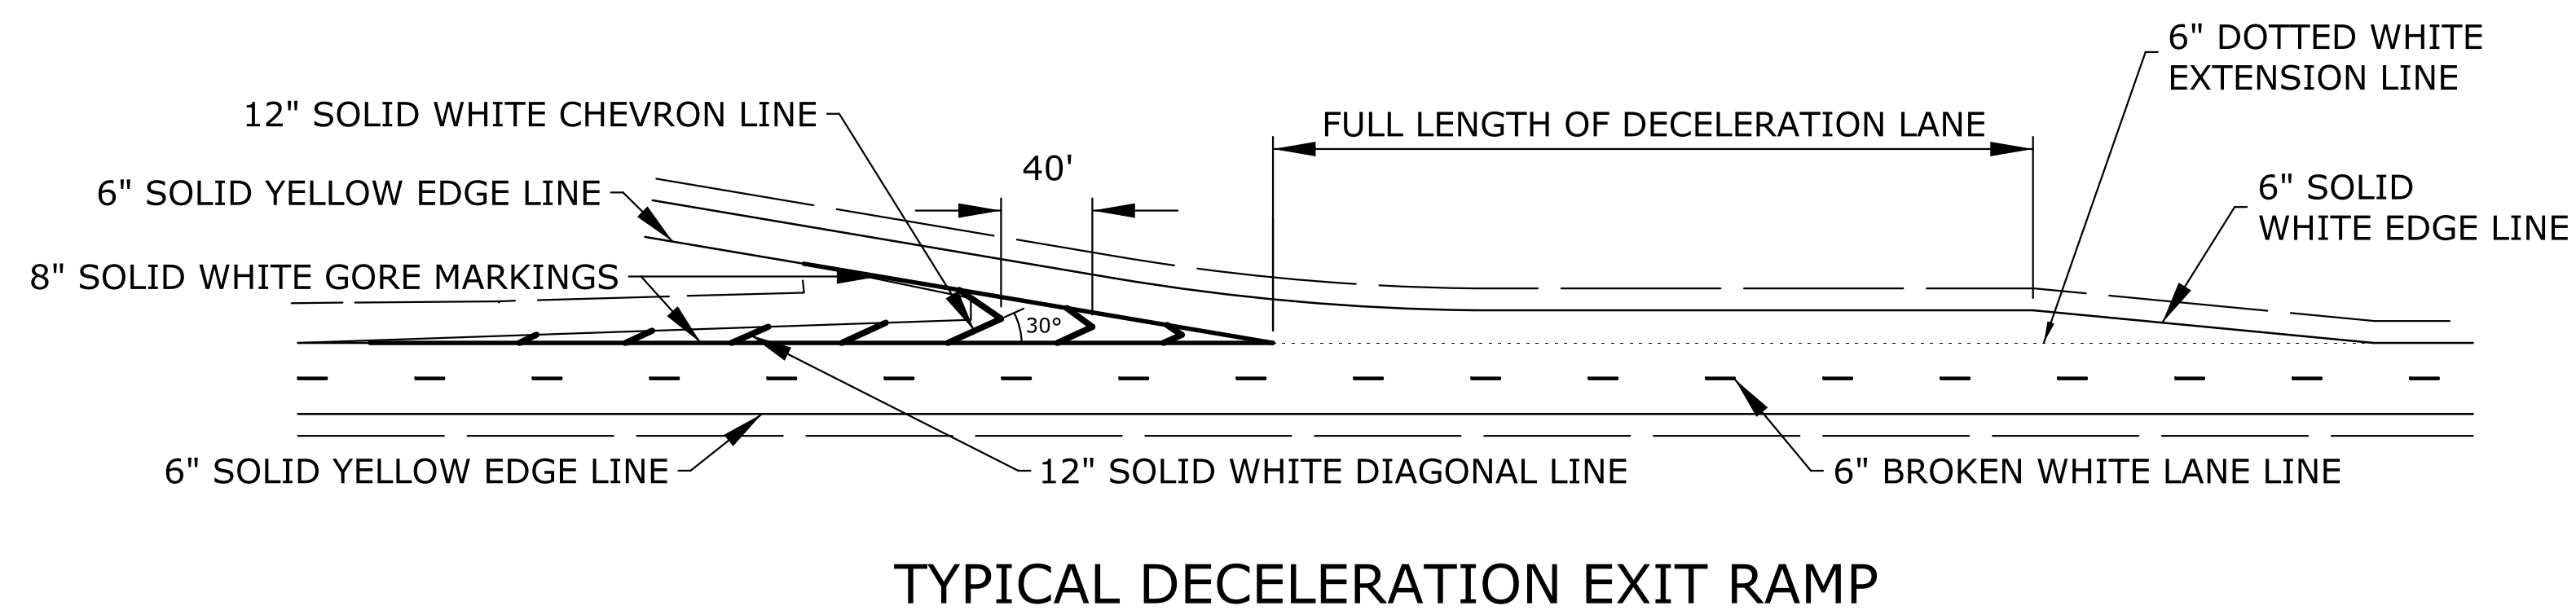 6" DOTTED WHITE
EXTENSION LINE
12" SOLID WHITE CHEVRON LINE
FULL LENGTH OF DECELERATION LANE
40'
6" SOLID YELLOW EDGE LINE
6" SOLID
WHITE EDGE LINE
8" SOLID WHITE GORE MARKINGS
30°
6" SOLID YELLOW EDGE LINE
12" SOLID WHITE DIAGONAL LINE
6" BROKEN WHITE LANE LINE
TYPICAL DECELERATION EXIT RAMP